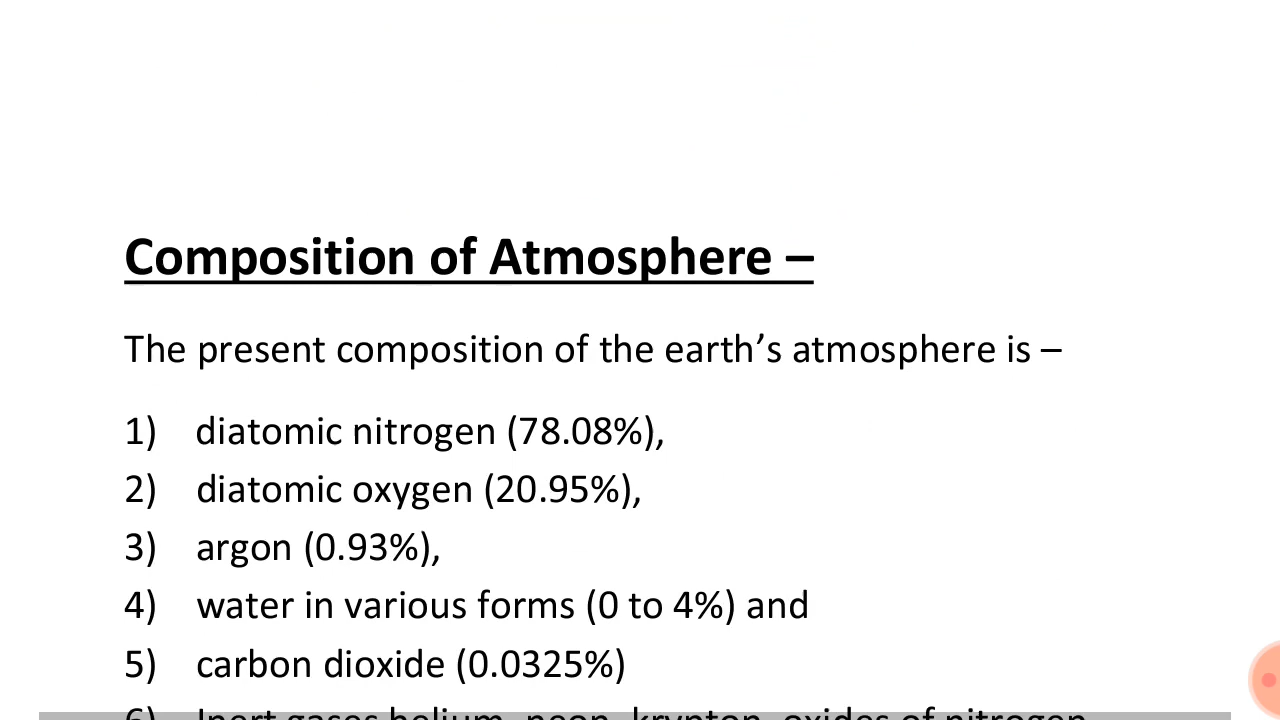 Composition of Atmosphere –
The present composition of the earth’s atmosphere is –
1) diatomic nitrogen (78.08%),
2) diatomic oxygen (20.95%),
3) argon (0.93%),
4) water in various forms (0 to 4%) and
5) carbon dioxide (0.0325%)
6) Inert gases helium, neon, krypton, oxides of nitrogen